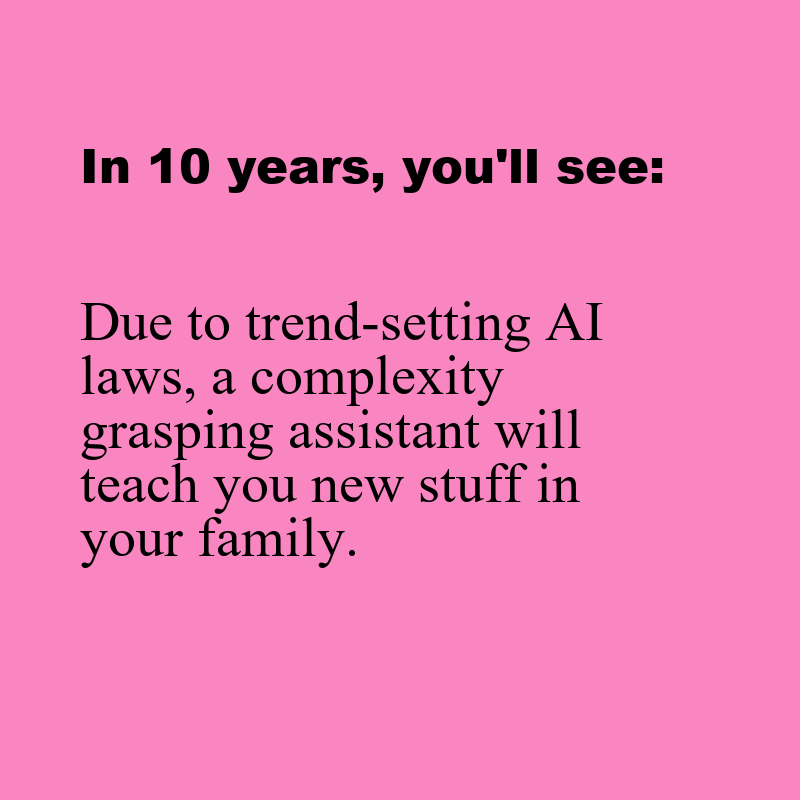 In 10 years, you'll see:
Due to trend-setting AI
laws, a complexity
grasping assistant will
teach you new stuff in
your family.